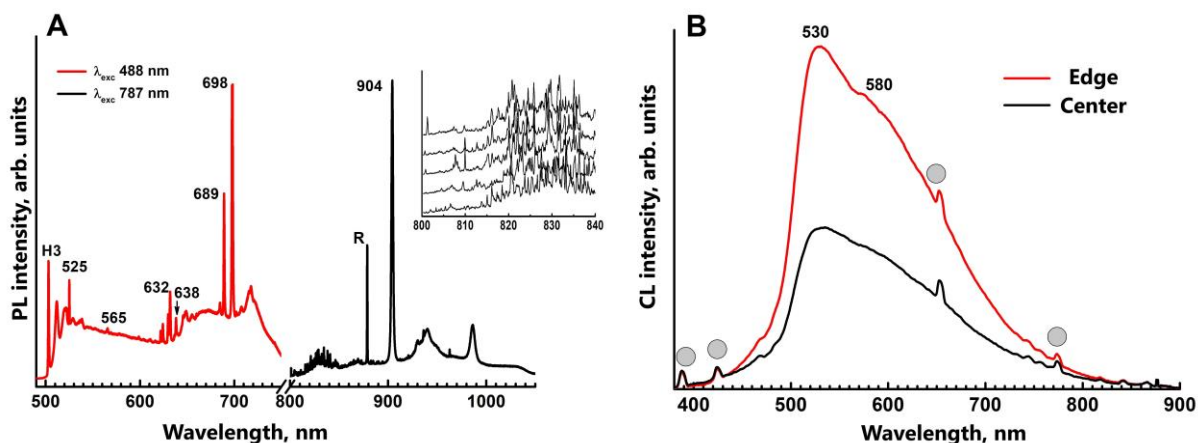 A
λexc 488 nm
λexc 787 nm
H3
525
565
632
638
689
698
R
904
800 810 820 830 840
PL intensity, arb. units
500 600 700 800 900 1000
Wavelength, nm
B
530
580
Edge
Center
CL intensity, arb. units
400 500 600 700 800 900
Wavelength, nm